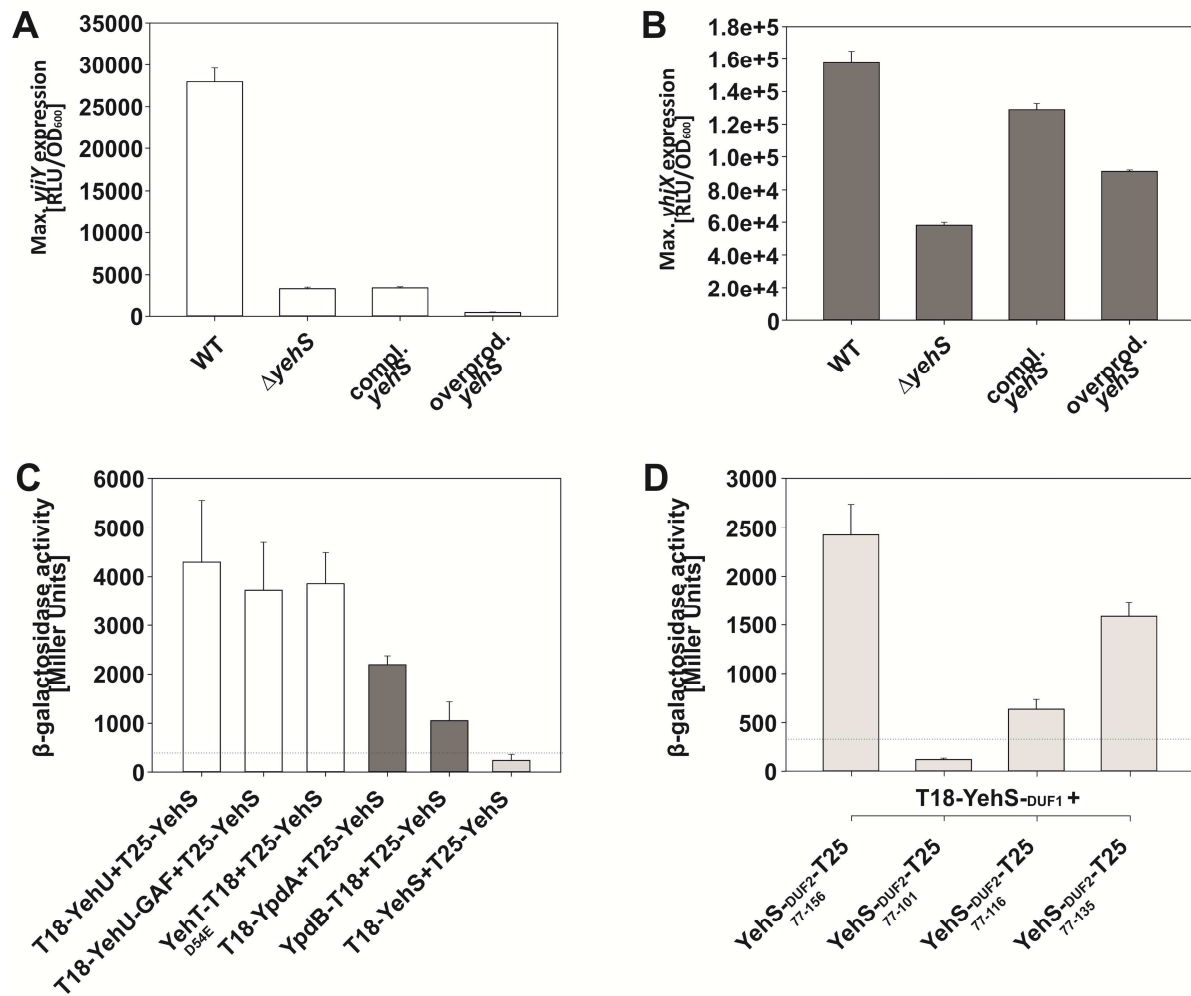 A
Max. yjiY expression
[RLU/OD600]
35000
30000
25000
20000
15000
10000
5000
0
WT
ΔyehS
compl.
yehS
overprod.
yehS
B
Max. yhjX expression
[RLU/OD600]
1.8e+5
1.6e+5
1.4e+5
1.2e+5
1.0e+5
8.0e+4
6.0e+4
4.0e+4
2.0e+4
0
WT
ΔyehS
compl.
yehS
overprod.
yehS
C
β-galactosidase activity
[Miller Units]
6000
5000
4000
3000
2000
1000
0
T18-YehU+T25-YehS
T18-YehU-GAF+T25-YehS
YehT-T18+T25-YehS
D54E
T18-YpdA+T25-YehS
YpdB-T18+T25-YehS
T18-YehS+T25-YehS
D
β-galactosidase activity
[Miller Units]
3000
2500
2000
1500
1000
500
0
T18-YehS-DUF1 +
YehS-DUF2-T25
77-156
YehS-DUF2-T25
77-101
YehS-DUF2-T25
77-116
YehS-DUF2-T25
77-135